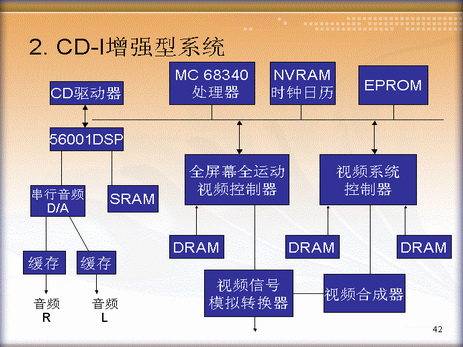 2. CD-I增强型系统
CD驱动器
MC 68340
处理器
NVRAM
时钟日历
EPROM
56001DSP
全屏幕全运动
视频控制器
视频系统
控制器
串行音频
D/A
SRAM
DRAM
DRAM
DRAM
缓存
缓存
视频信号
模拟转换器
视频合成器
音频
R
音频
L
42